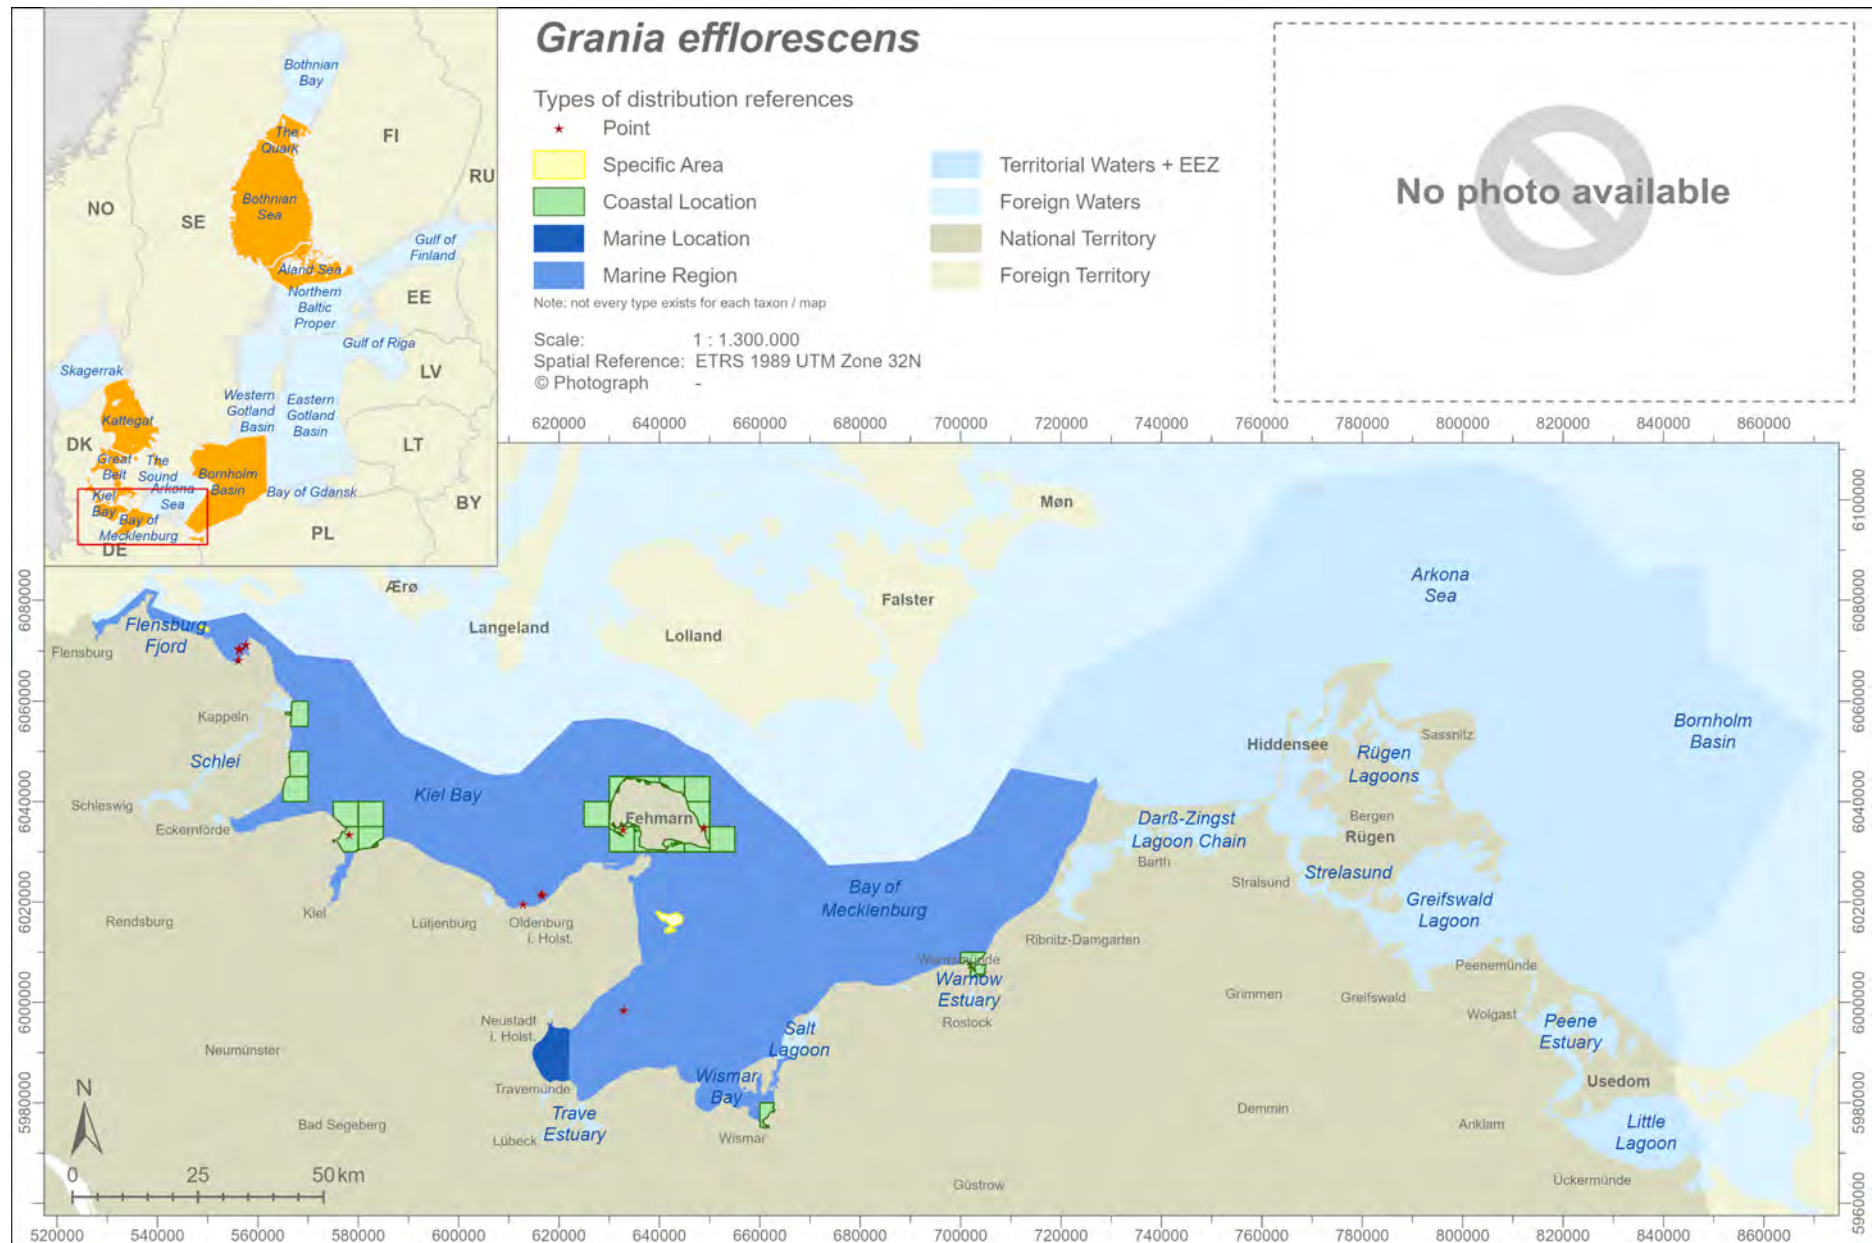 Grania efflorescens
Types of distribution references
Point
Specific Area
Coastal Location
Marine Location
Marine Region
Territorial Waters + EEZ
Foreign Waters
National Territory
Foreign Territory
Note: not every type exists for each taxon / map
Scale: 1 : 1.300.000
Spatial Reference: ETRS 1989 UTM Zone 32N
© Photograph -
No photo available
Bothnian
Bay
The
Quark
FI
RU
NO
SE
Bothnian
Sea
Gulf of
Finland
Åland Sea
Northern
Baltic
Proper
EE
Gulf of Riga
Skagerrak
LV
Western
Gotland
Basin
Eastern
Gotland
Basin
Kattegat
DK
LT
Great
Belt
The
Sound
Bornholm
Basin
Arkona
Sea
Bay of Gdansk
Kiel
Bay
Bay of
Mecklenburg
BY
PL
DE
620000 640000 660000 680000 700000 720000 740000 760000 780000 800000 820000 840000 860000
6100000
6080000
6060000
6040000
6020000
6000000
5980000
5960000
6080000
6060000
6040000
6020000
6000000
5980000
Møn
Ærø
Langeland
Lolland
Falster
Arkona
Sea
Flensburg
Fjord
Flensburg
Kappeln
Schlei
Schleswig
Eckernförde
Kiel Bay
Fehmarn
Hiddensee
Sassnitz
Rügen
Lagoons
Bornholm
Basin
Bergen
Rügen
Darß-Zingst
Lagoon Chain
Barth
Stralsund
Strelasund
Greifswald
Lagoon
Bay of
Mecklenburg
Rendsburg
Kiel
Lütjenburg
Oldenburg
i. Holst.
Ribnitz-Damgarten
Warnemünde
Warnow
Estuary
Rostock
Peenemünde
Grimmen
Greifswald
Wolgast
Peene
Estuary
Neustadt
i. Holst.
Salt
Lagoon
Neumünster
Travemünde
Wismar
Bay
Usedom
Trave
Estuary
Bad Segeberg
Lübeck
Wismar
Demmin
Anklam
Little
Lagoon
Güstrow
Ückermünde
N
0 25 50 km
520000 540000 560000 580000 600000 620000 640000 660000 680000 700000 720000 740000 760000 780000 800000 820000 840000 860000